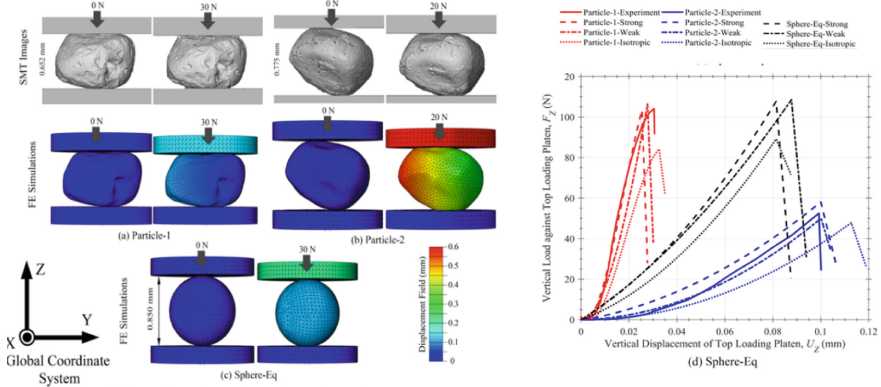 0 N
30 N
0 N
20 N
SMT Images
0.652 mm
0.775 mm
0 N
30 N
0 N
20 N
FE Simulations
(a) Particle-1
(b) Particle-2
0 N
30 N
FE Simulations
0.850 mm
(c) Sphere-Eq
Displacement Field (mm)
0.6
0.5
0.4
0.3
0.2
0.1
0
Z
Y
X
Global Coordinate
System
Particle-1-Experiment
Particle-1-Strong
Particle-1-Weak
Particle-1-Isotropic
Particle-2-Experiment
Particle-2-Strong
Particle-2-Weak
Particle-2-Isotropic
Sphere-Eq-Strong
Sphere-Eq-Weak
Sphere-Eq-Isotropic
Vertical Load against Top Loading Platen, F_Z (N)
120
100
80
60
40
20
0
0 0.02 0.04 0.06 0.08 0.1 0.12
Vertical Displacement of Top Loading Platen, U_Z (mm)
(d) Sphere-Eq